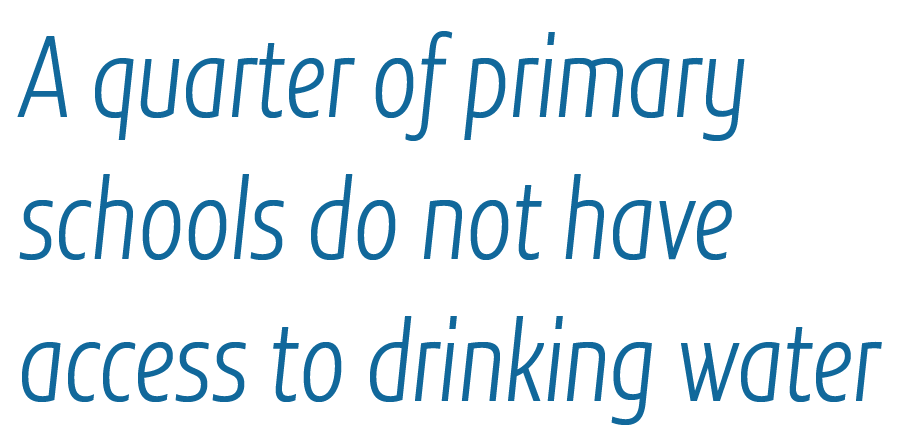 A quarter of primary
schools do not have
access to drinking water